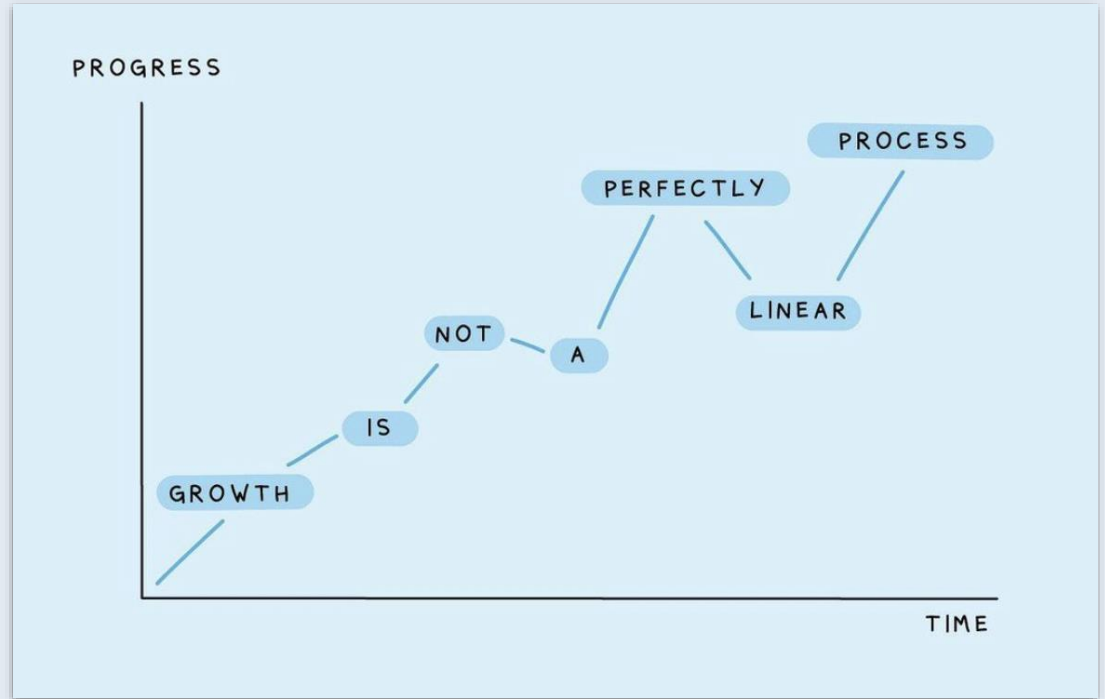 PROGRESS
PROCESS
PERFECTLY
LINEAR
NOT
A
IS
GROWTH
TIME